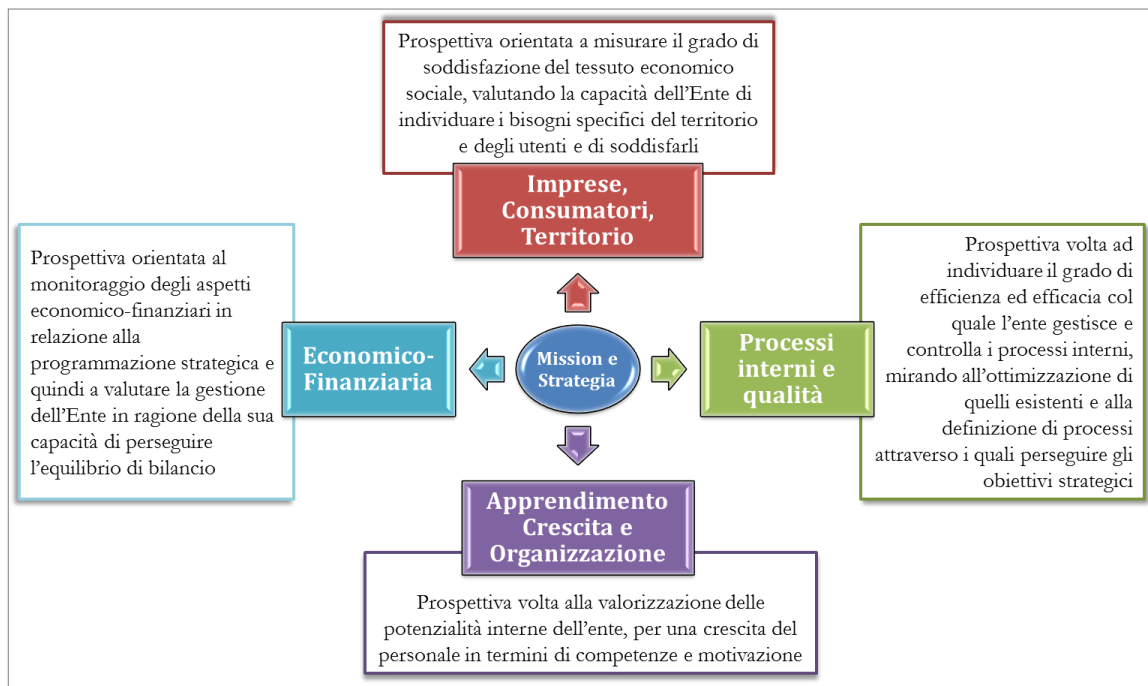 Prospettiva orientata a misurare il grado di
soddisfazione del tessuto economico
sociale, valutando la capacità dell'Ente di
individuare i bisogni specifici del territorio
e degli utenti e di soddisfarli
Imprese,
Consumatori,
Territorio
Prospettiva orientata al
monitoraggio degli aspetti
economico-finanziari in
relazione alla
programmazione strategica e
quindi a valutare la gestione
dell'Ente in ragione della sua
capacità di perseguire
l'equilibrio di bilancio
Economico-
Finanziaria
Mission e
Strategia
Processi
interni e
qualità
Prospettiva volta ad
individuare il grado di
efficienza ed efficacia col
quale l'ente gestisce e
controlla i processi interni,
mirando all'ottimizzazione di
quelli esistenti e alla
definizione di processi
attraverso i quali perseguire gli
obiettivi strategici
Apprendimento
Crescita e
Organizzazione
Prospettiva volta alla valorizzazione delle
potenzialità interne dell'ente, per una crescita del
personale in termini di competenze e motivazione